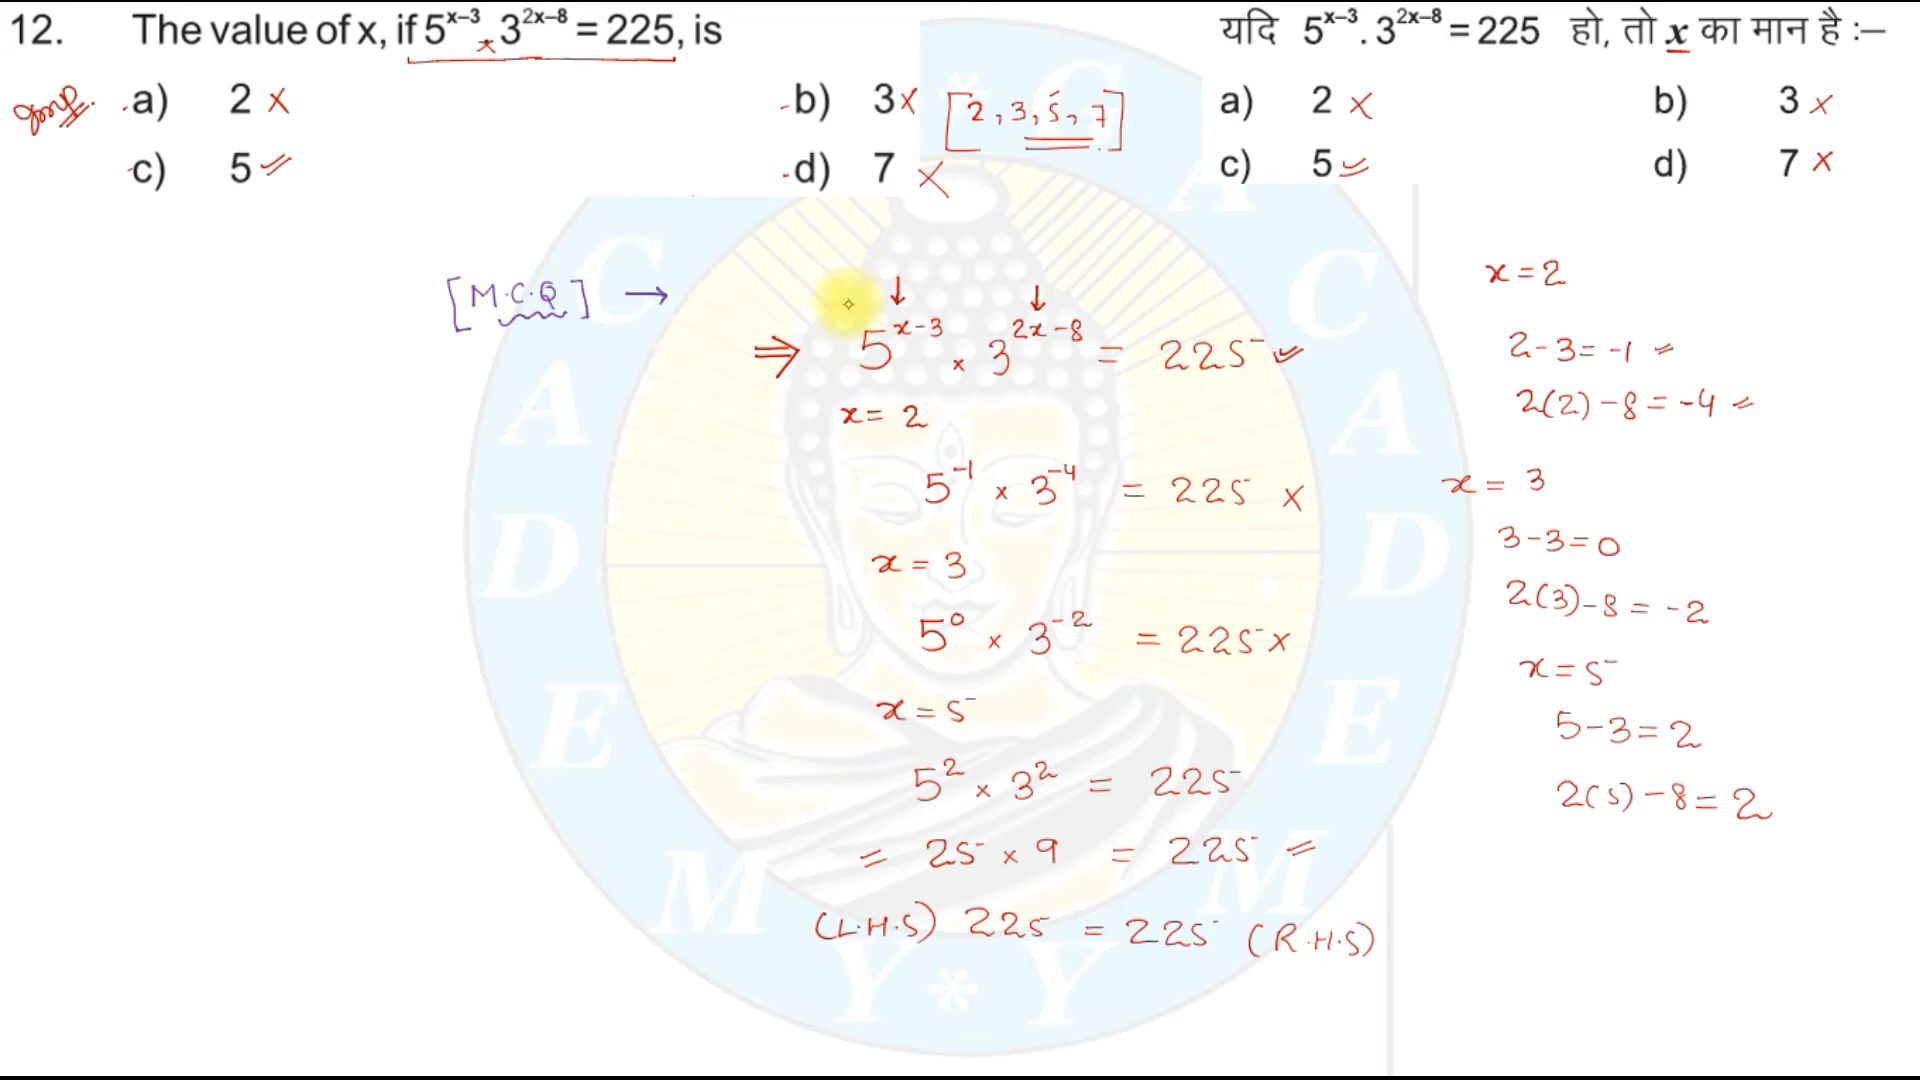 12. The value of x, if 5^{x–3}. 3^{2x–8} = 225, is
Imp. a) 2 × b) 3 × [2, 3, 5, 7]
c) 5 d) 7 ×
यदि 5^{x–3}. 3^{2x–8} = 225 हो, तो x का मान है :–
a) 2 × b) 3 ×
c) 5 d) 7 ×
[M.C.Q] →
⇒ 5^{x-3} × 3^{2x-8} = 225
x = 2
5^{-1} × 3^{-4} = 225 ×
x = 3
5^{0} × 3^{-2} = 225 ×
x = 5
5^{2} × 3^{2} = 225
= 25 × 9 = 225
(L.H.S) 225 = 225 (R.H.S)
x = 2
2-3 = -1
2(2) -8 = -4
x = 3
3-3 = 0
2(3) -8 = -2
x = 5
5-3 = 2
2(5) -8 = 2
* G
ACADEMY
ACADEMY
*